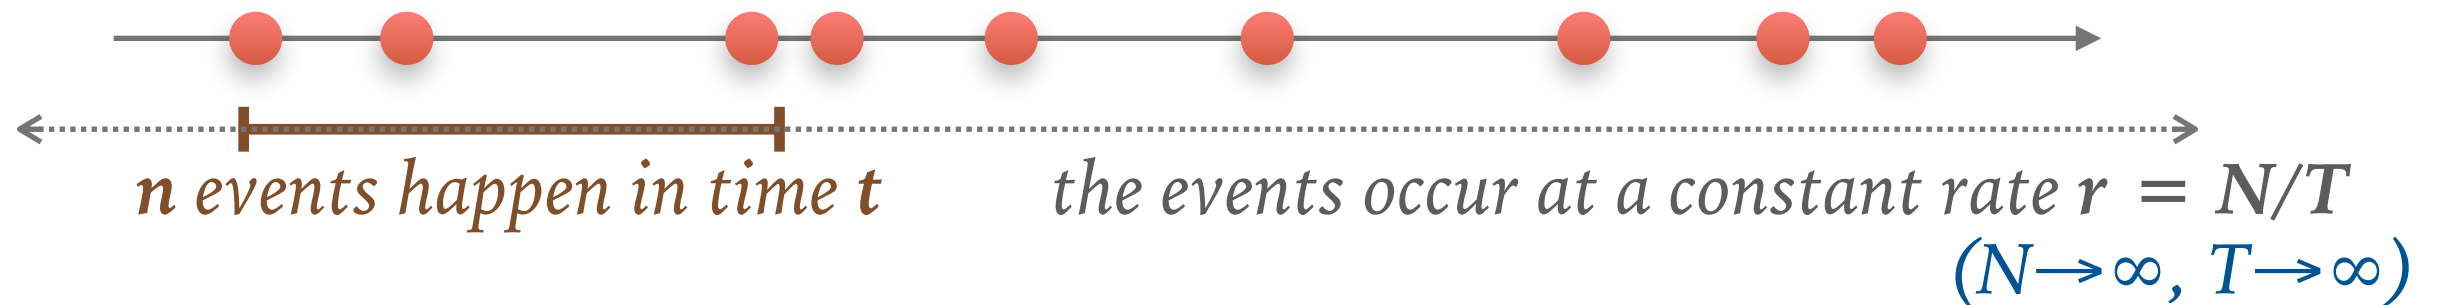 n events happen in time t
the events occur at a constant rate r = N/T
(N→∞, T→∞)